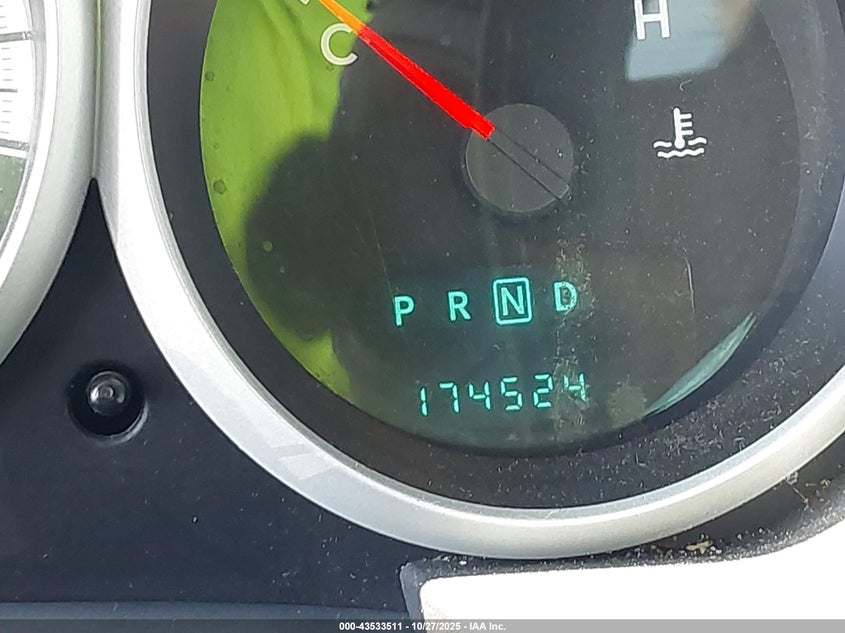 C
H
P R N D
174524
000-43533511 - 10/27/2025 - IAA Inc.